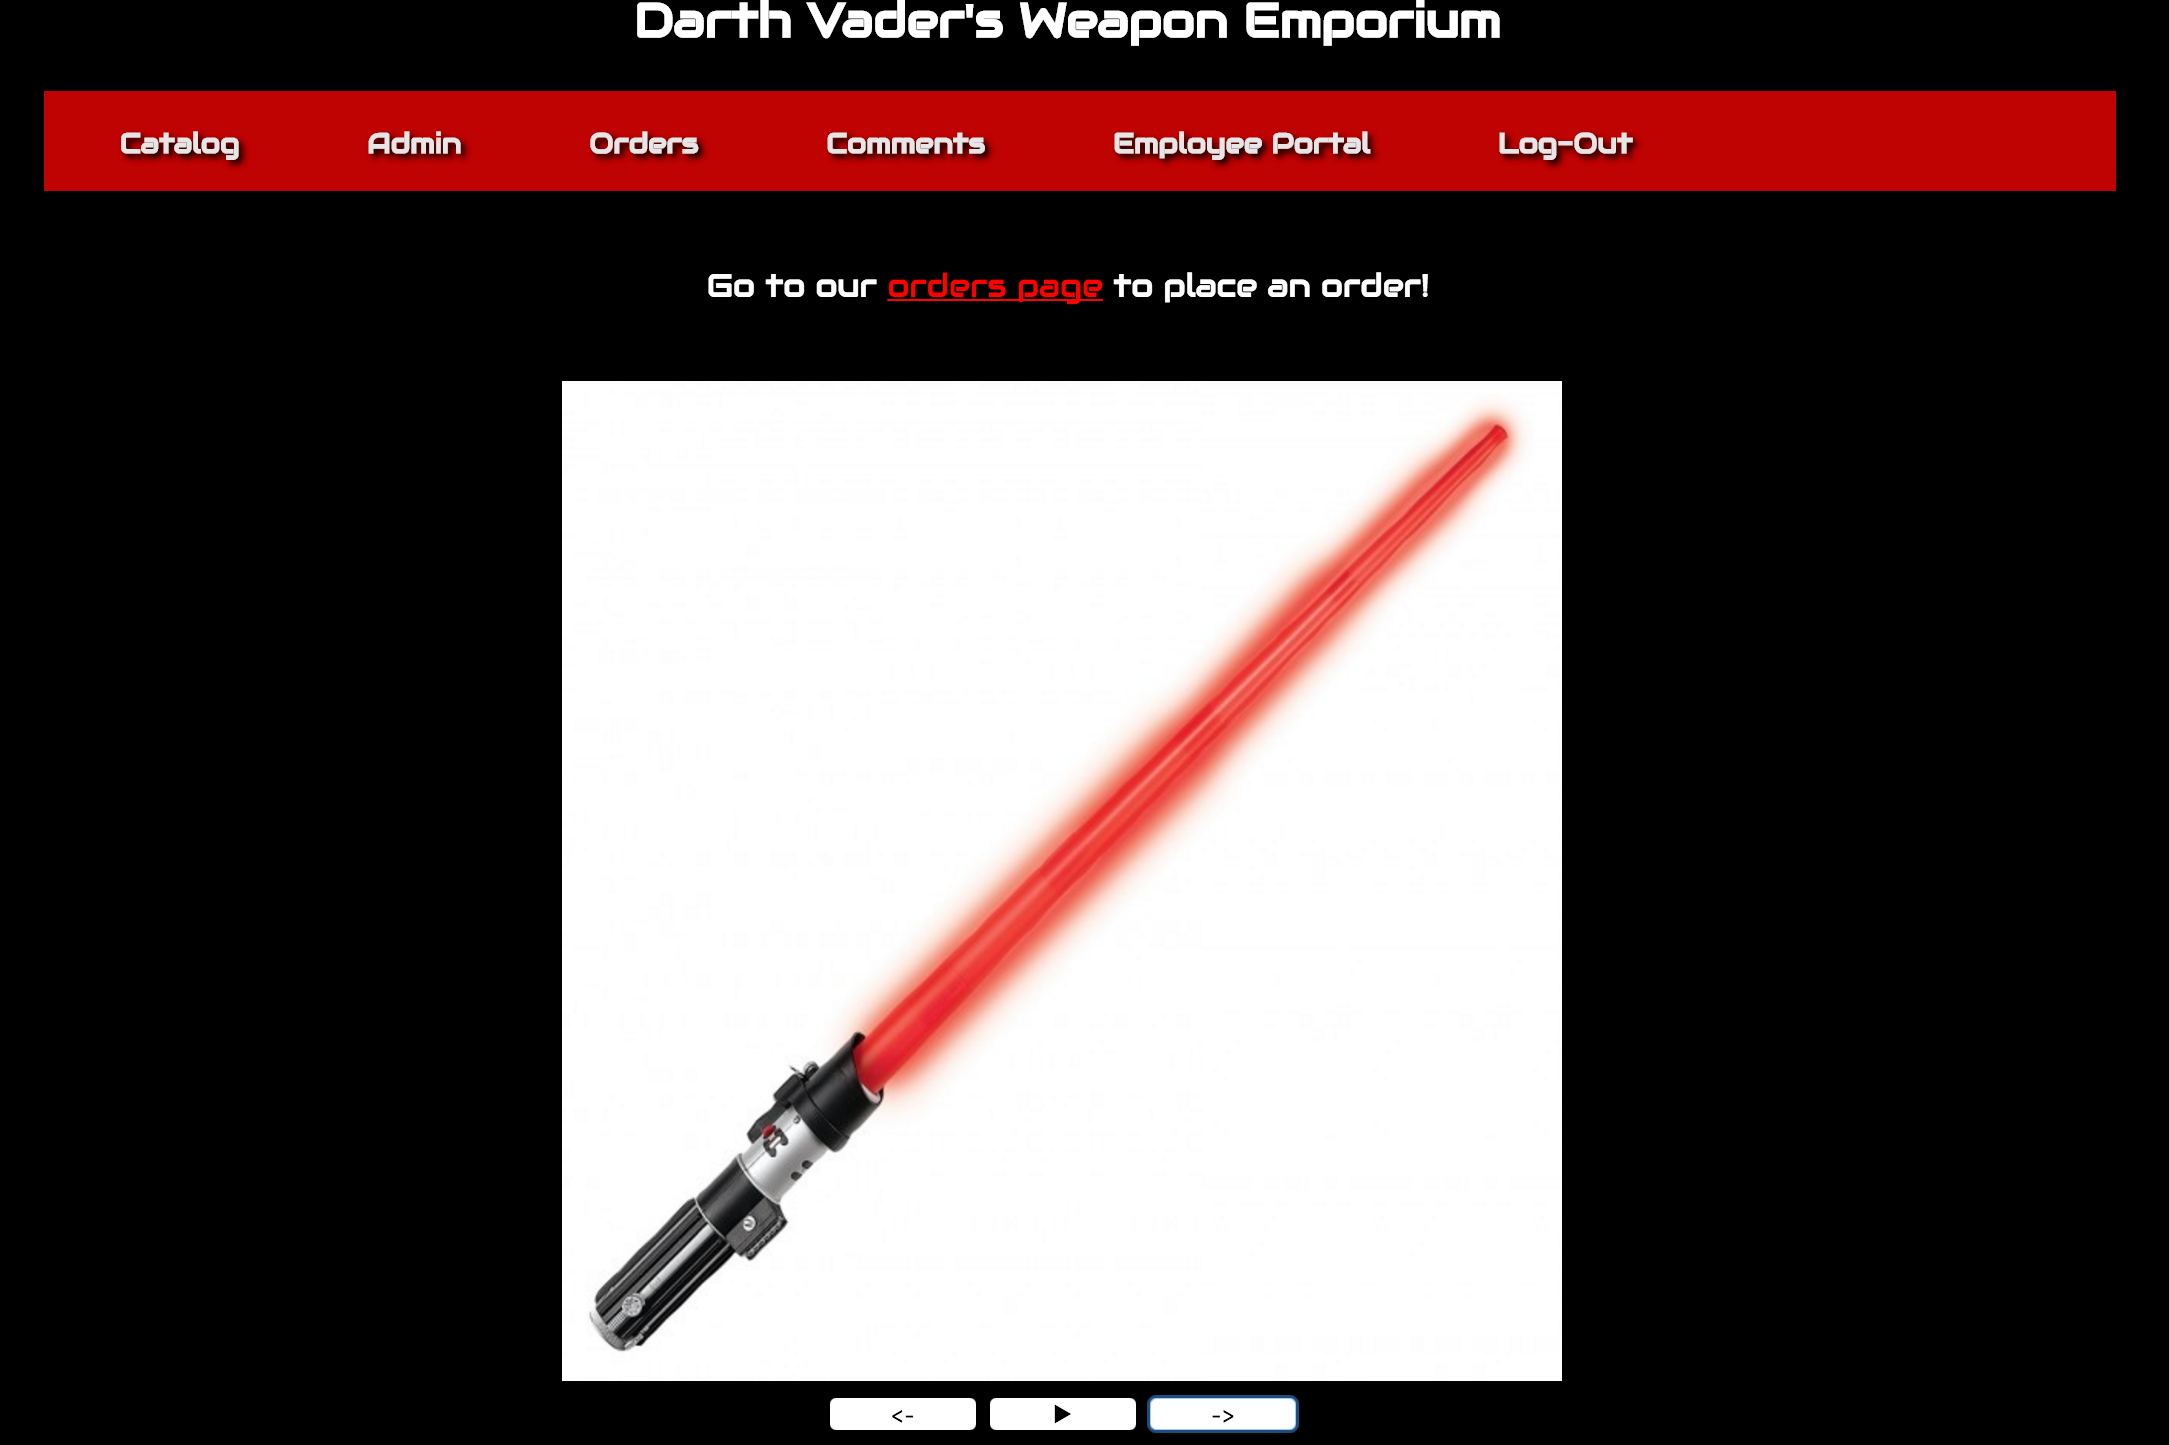 Darth Vader's Weapon Emporium
Catalog Admin Orders Comments Employee Portal Log-Out
Go to our orders page to place an order!
<- ▶ ->